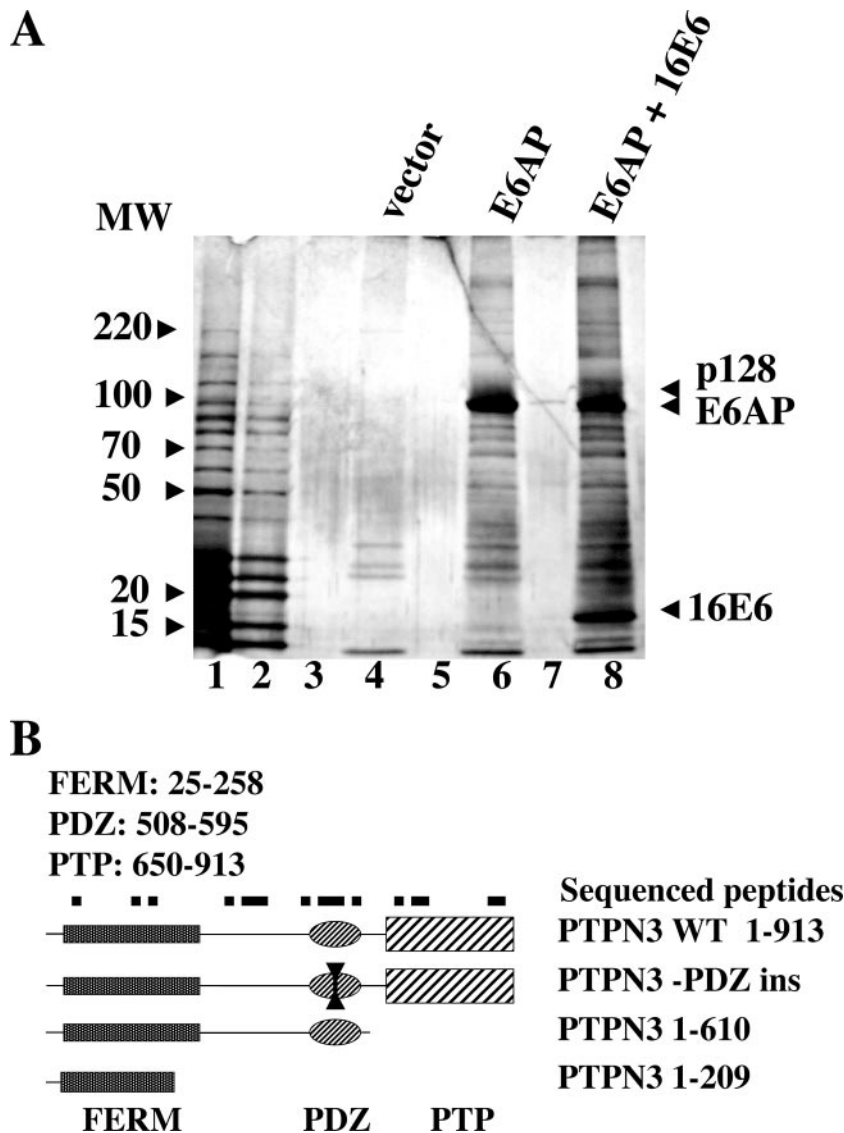 A
MW
vector
E6AP
E6AP + 16E6
220
100
70
50
20
15
p128
E6AP
16E6
1 2 3 4 5 6 7 8
B
FERM: 25-258
PDZ: 508-595
PTP: 650-913
Sequenced peptides
PTPN3 WT 1-913
PTPN3 -PDZ ins
PTPN3 1-610
PTPN3 1-209
FERM PDZ PTP